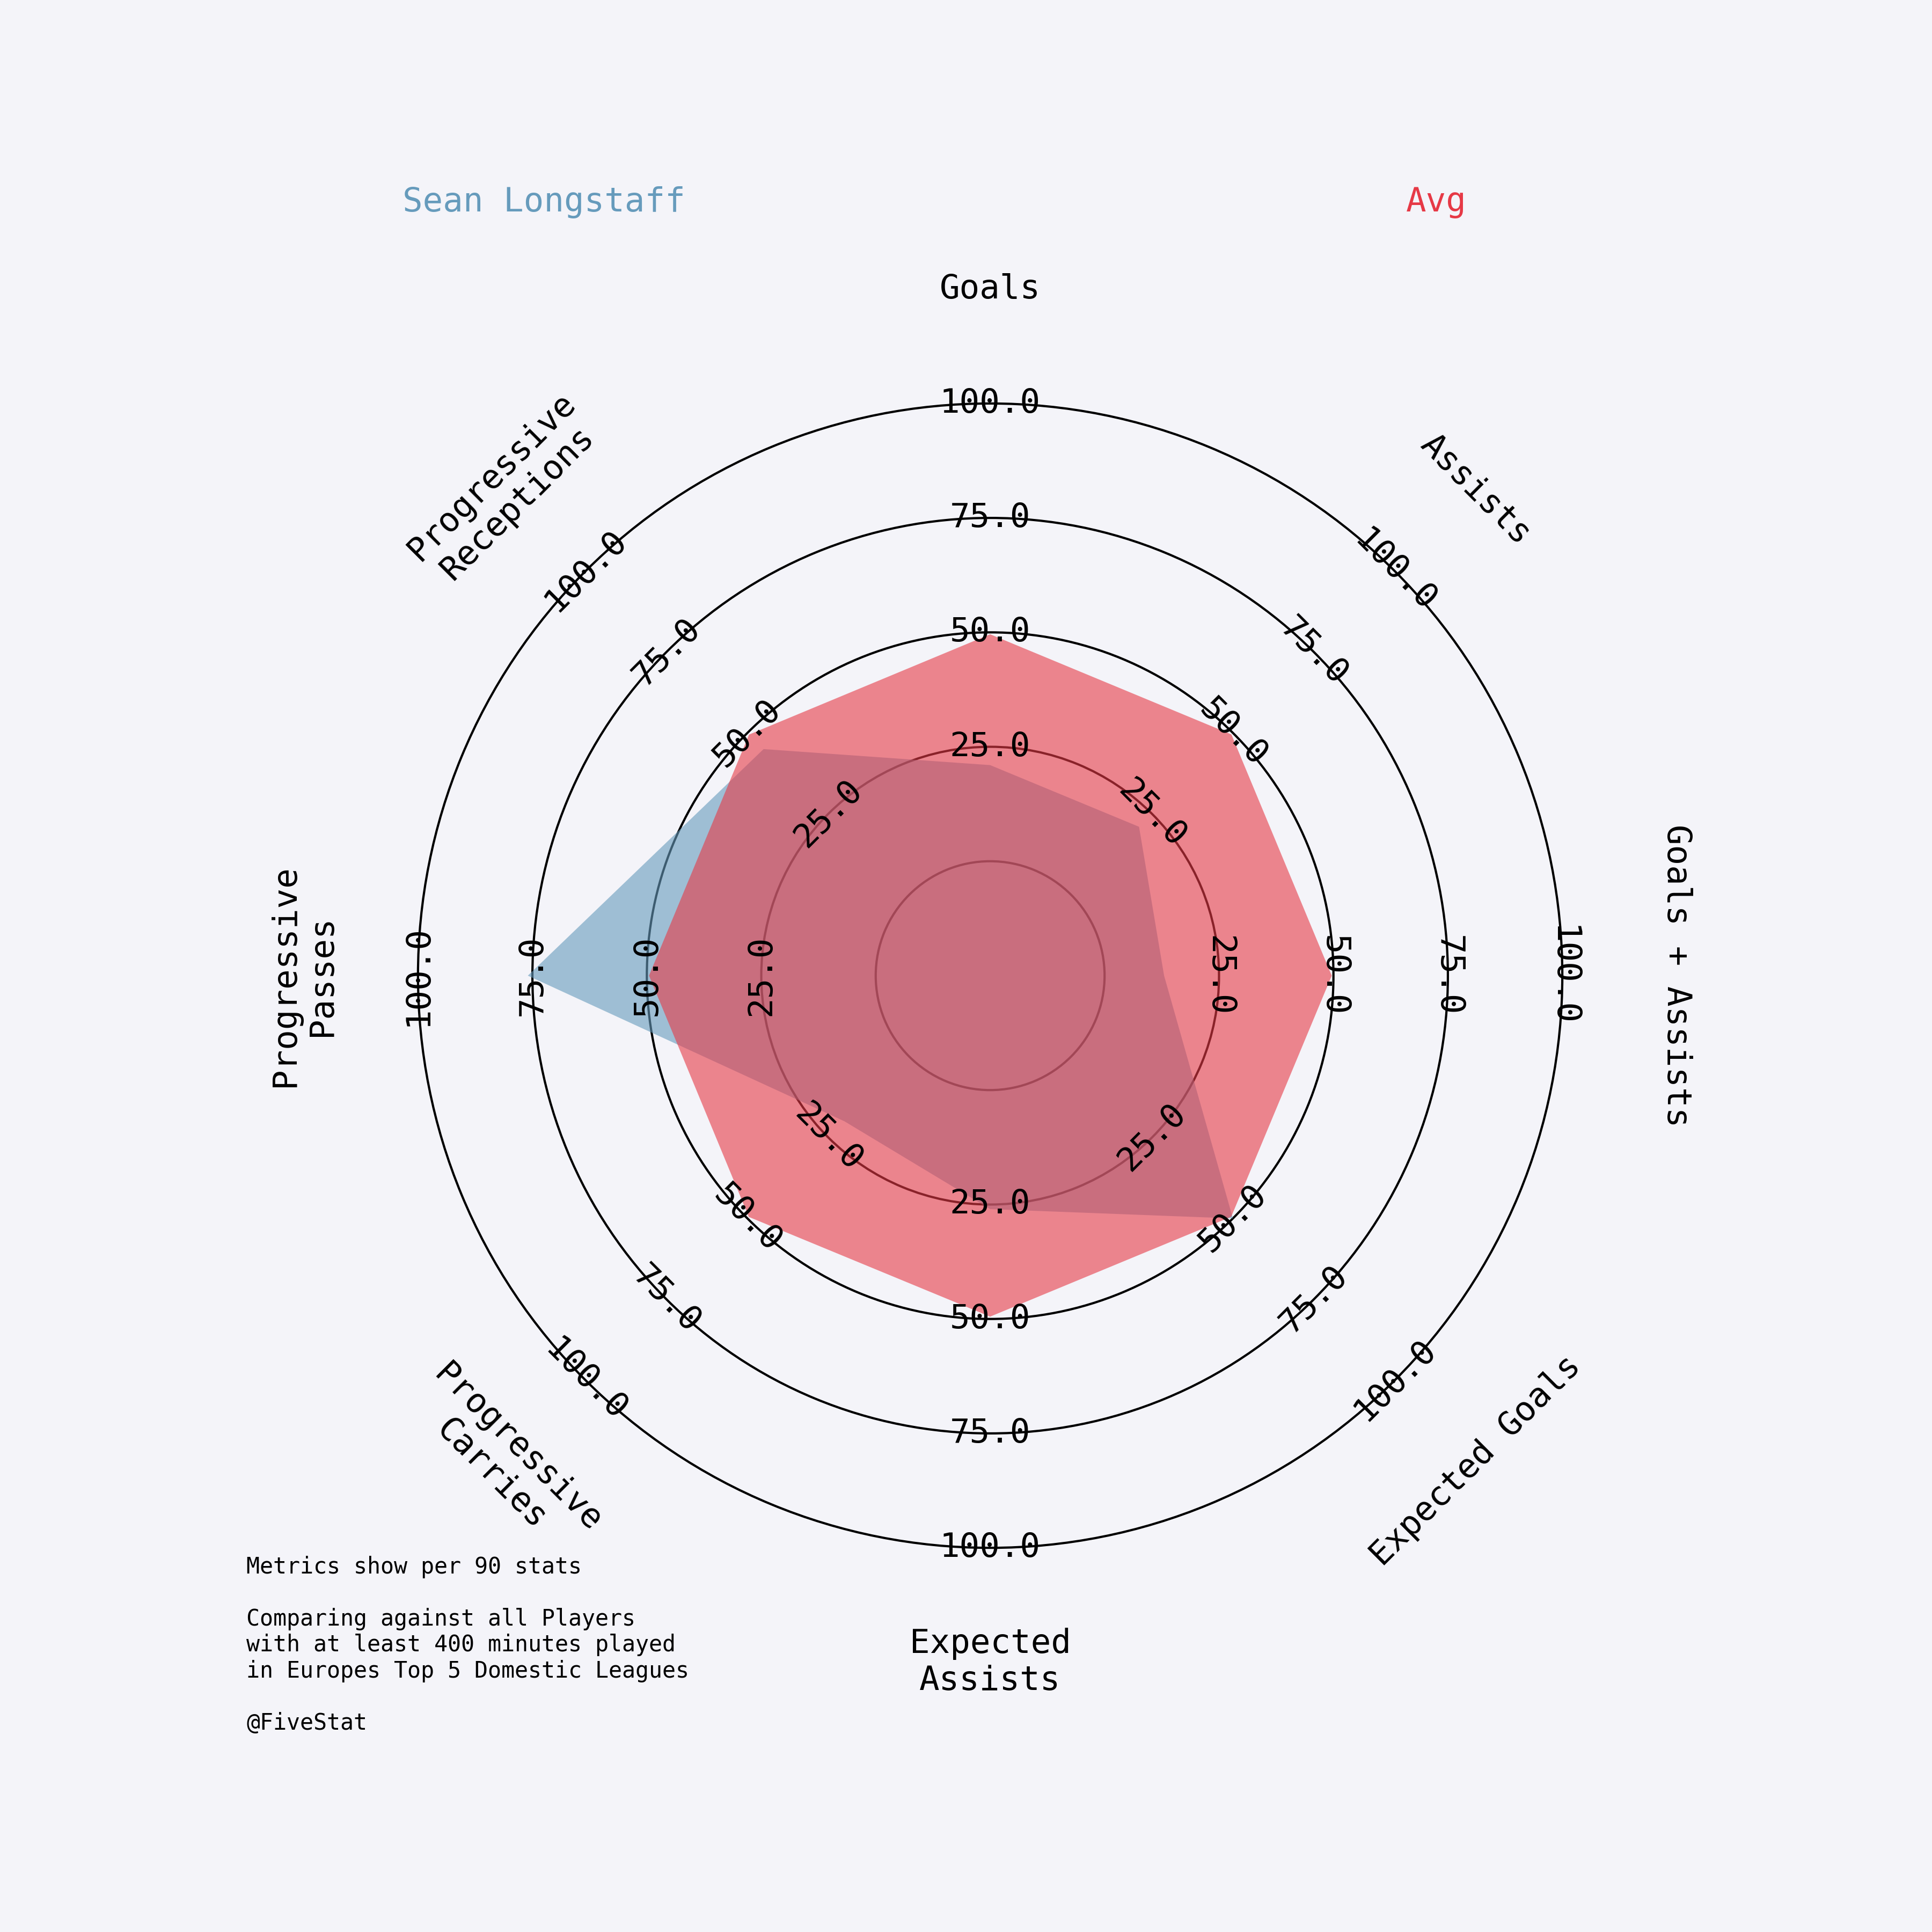 Sean Longstaff
Avg
Goals
Assists
Goals + Assists
Expected Goals
Expected
Assists
Progressive
Carries
Progressive
Passes
Progressive
Receptions
25.0
50.0
75.0
100.0
25.0
50.0
75.0
100.0
25.0
50.0
75.0
100.0
25.0
50.0
75.0
100.0
25.0
50.0
75.0
100.0
25.0
50.0
75.0
100.0
25.0
50.0
75.0
100.0
25.0
50.0
75.0
100.0
Metrics show per 90 stats
Comparing against all Players
with at least 400 minutes played
in Europes Top 5 Domestic Leagues
@FiveStat